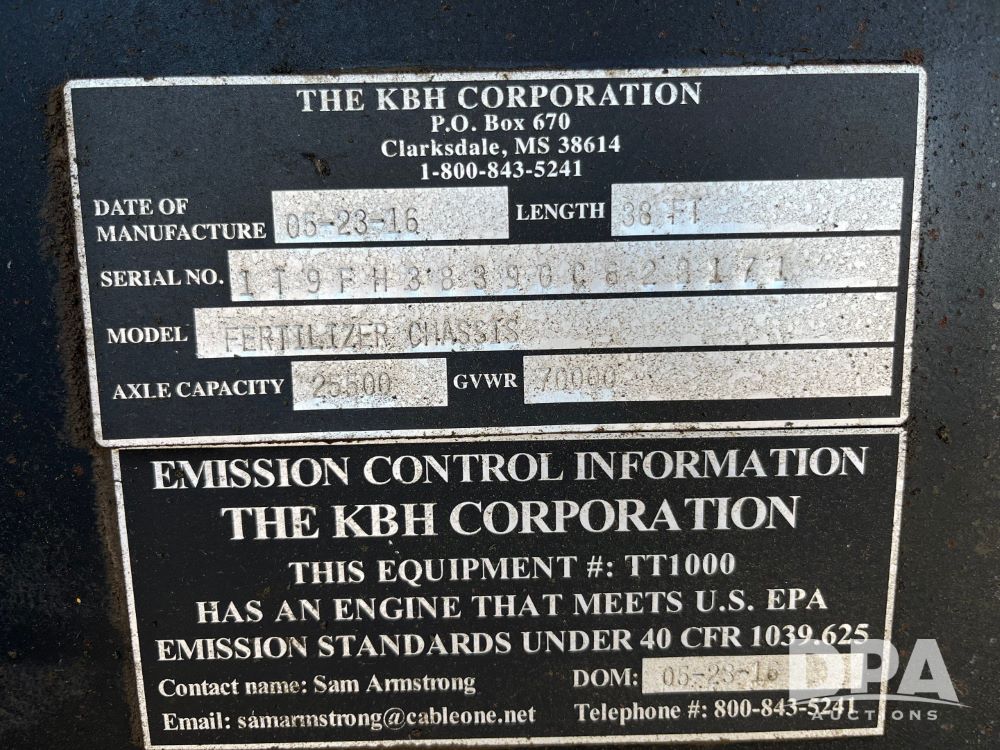 THE KBH CORPORATION
P.O. Box 670
Clarksdale, MS 38614
1-800-843-5241
DATE OF MANUFACTURE 05-23-16 LENGTH 38 FT
SERIAL NO.
MODEL FERTILIZER CHASSIS
AXLE CAPACITY 25500 GVWR 70000
EMISSION CONTROL INFORMATION
THE KBH CORPORATION
THIS EQUIPMENT #: TT1000
HAS AN ENGINE THAT MEETS U.S. EPA
EMISSION STANDARDS UNDER 40 CFR 1039.625
Contact name: Sam Armstrong DOM: 05-23-16
Email: samarmstrong@cableone.net Telephone #: 800-843-5241
DPA
AUCTIONS